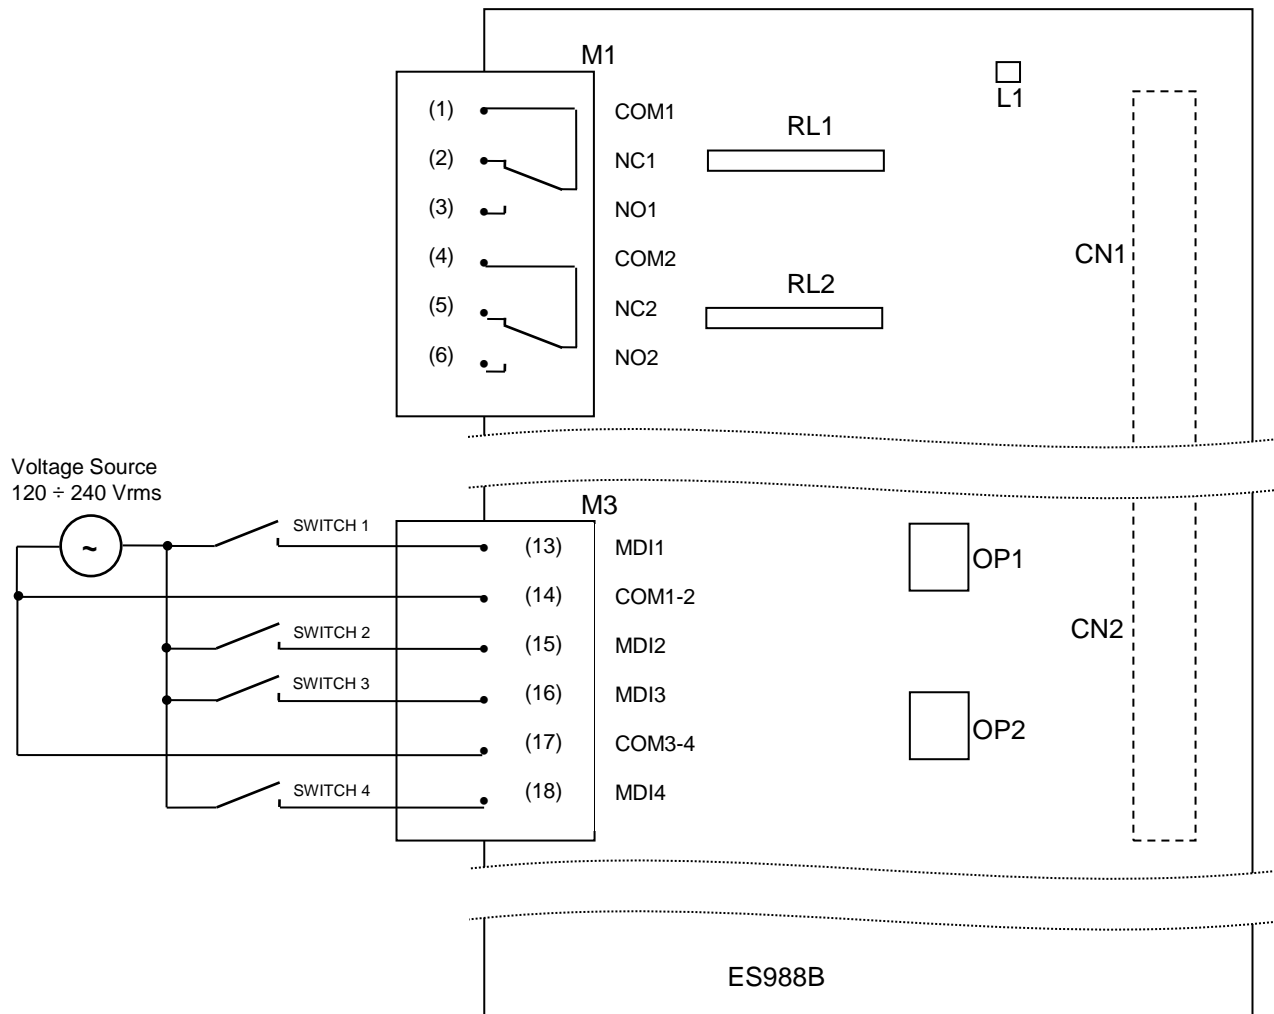 M1
L1
(1) COM1
RL1
(2) NC1
(3) NO1
(4) COM2
CN1
RL2
(5) NC2
(6) NO2
Voltage Source
120 ÷ 240 Vrms
M3
SWITCH 1
~
(13) MDI1
OP1
(14) COM1-2
SWITCH 2
(15) MDI2
CN2
SWITCH 3
(16) MDI3
OP2
(17) COM3-4
SWITCH 4
(18) MDI4
ES988B